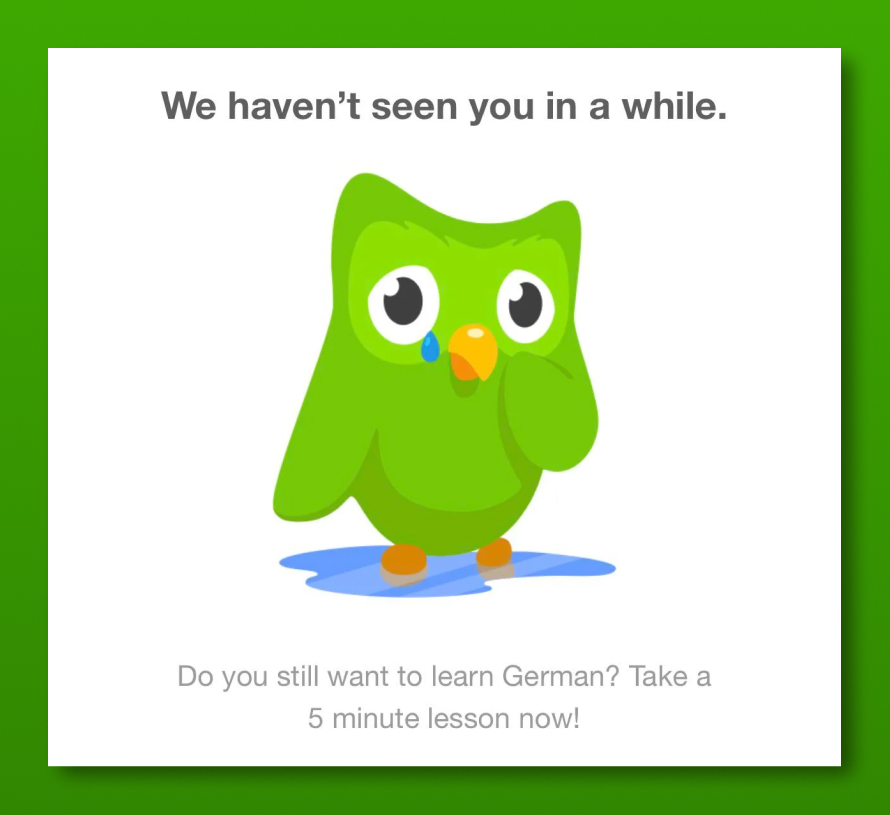 We haven’t seen you in a while.
Do you still want to learn German? Take a
5 minute lesson now!